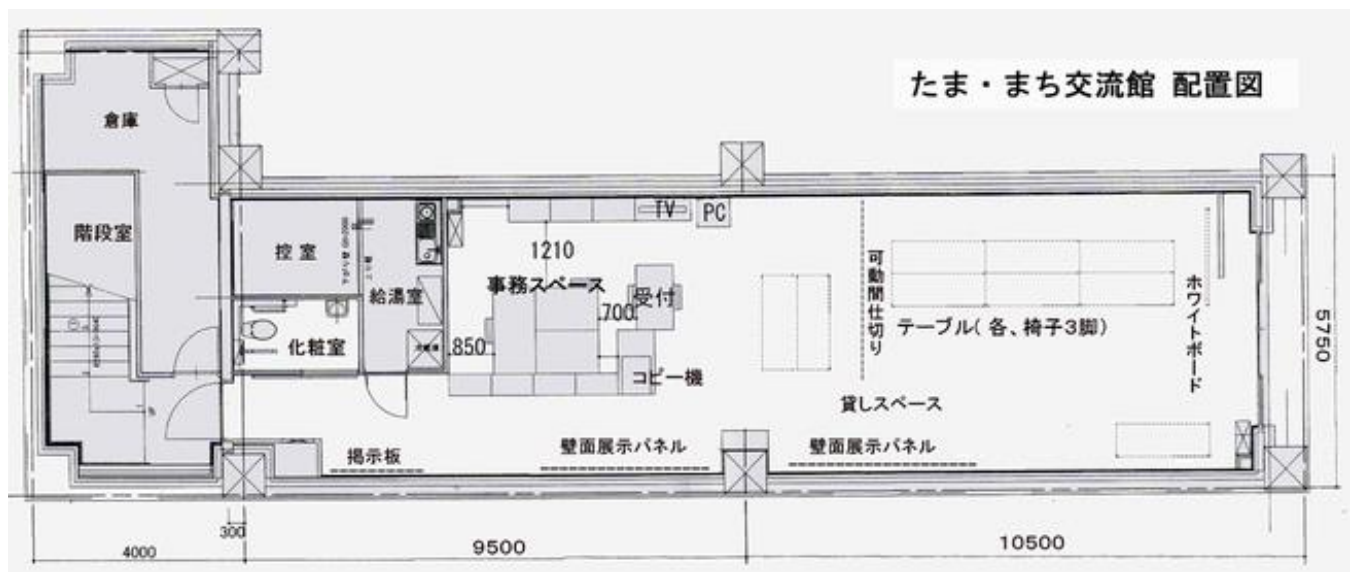 たま・まち交流館 配置図
倉庫
階段室
控 室
給湯室
化粧室
TV
PC
1210
事務スペース
受付
700
850
コピー機
可動間仕切り
テーブル( 各、椅子3脚)
ホワイトボード
貸しスペース
掲示板
壁面展示パネル
壁面展示パネル
5750
300
4000
9500
10500